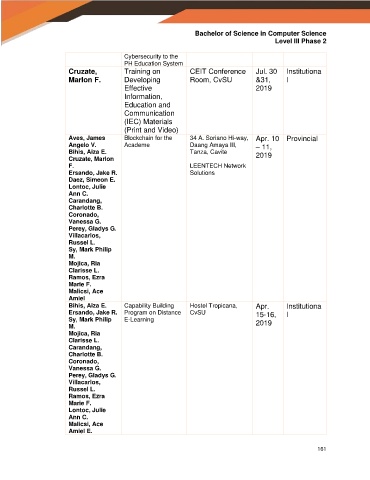 Bachelor of Science in Computer Science
Level III Phase 2
Cybersecurity to the
PH Education System
Cruzate,
Marlon F.
Training on
Developing
Effective
Information,
Education and
Communication
(IEC) Materials
(Print and Video)
CEIT Conference
Room, CvSU
Jul. 30
&31,
2019
Institutiona
l
Aves, James
Angelo V.
Bihis, Aiza E.
Cruzate, Marlon
F.
Ersando, Jake R.
Daez, Simeon E.
Lontoc, Julie
Ann C.
Carandang,
Charlotte B.
Coronado,
Vanessa G.
Perey, Gladys G.
Villacarlos,
Russel L.
Sy, Mark Philip
M.
Mojica, Ria
Clarisse L.
Ramos, Ezra
Marie F.
Malicsi, Ace
Amiel
Blockchain for the
Academe
34 A. Soriano Hi-way,
Daang Amaya III,
Tanza, Cavite
LEENTECH Network
Solutions
Apr. 10
– 11,
2019
Provincial
Bihis, Aiza E.
Ersando, Jake R.
Sy, Mark Philip
M.
Mojica, Ria
Clarisse L.
Carandang,
Charlotte B.
Coronado,
Vanessa G.
Perey, Gladys G.
Villacarlos,
Russel L.
Ramos, Ezra
Marie F.
Lontoc, Julie
Ann C.
Malicsi, Ace
Amiel E.
Capability Building
Program on Distance
E-Learning
Hostel Tropicana,
CvSU
Apr.
15-16,
2019
Institutiona
l
161